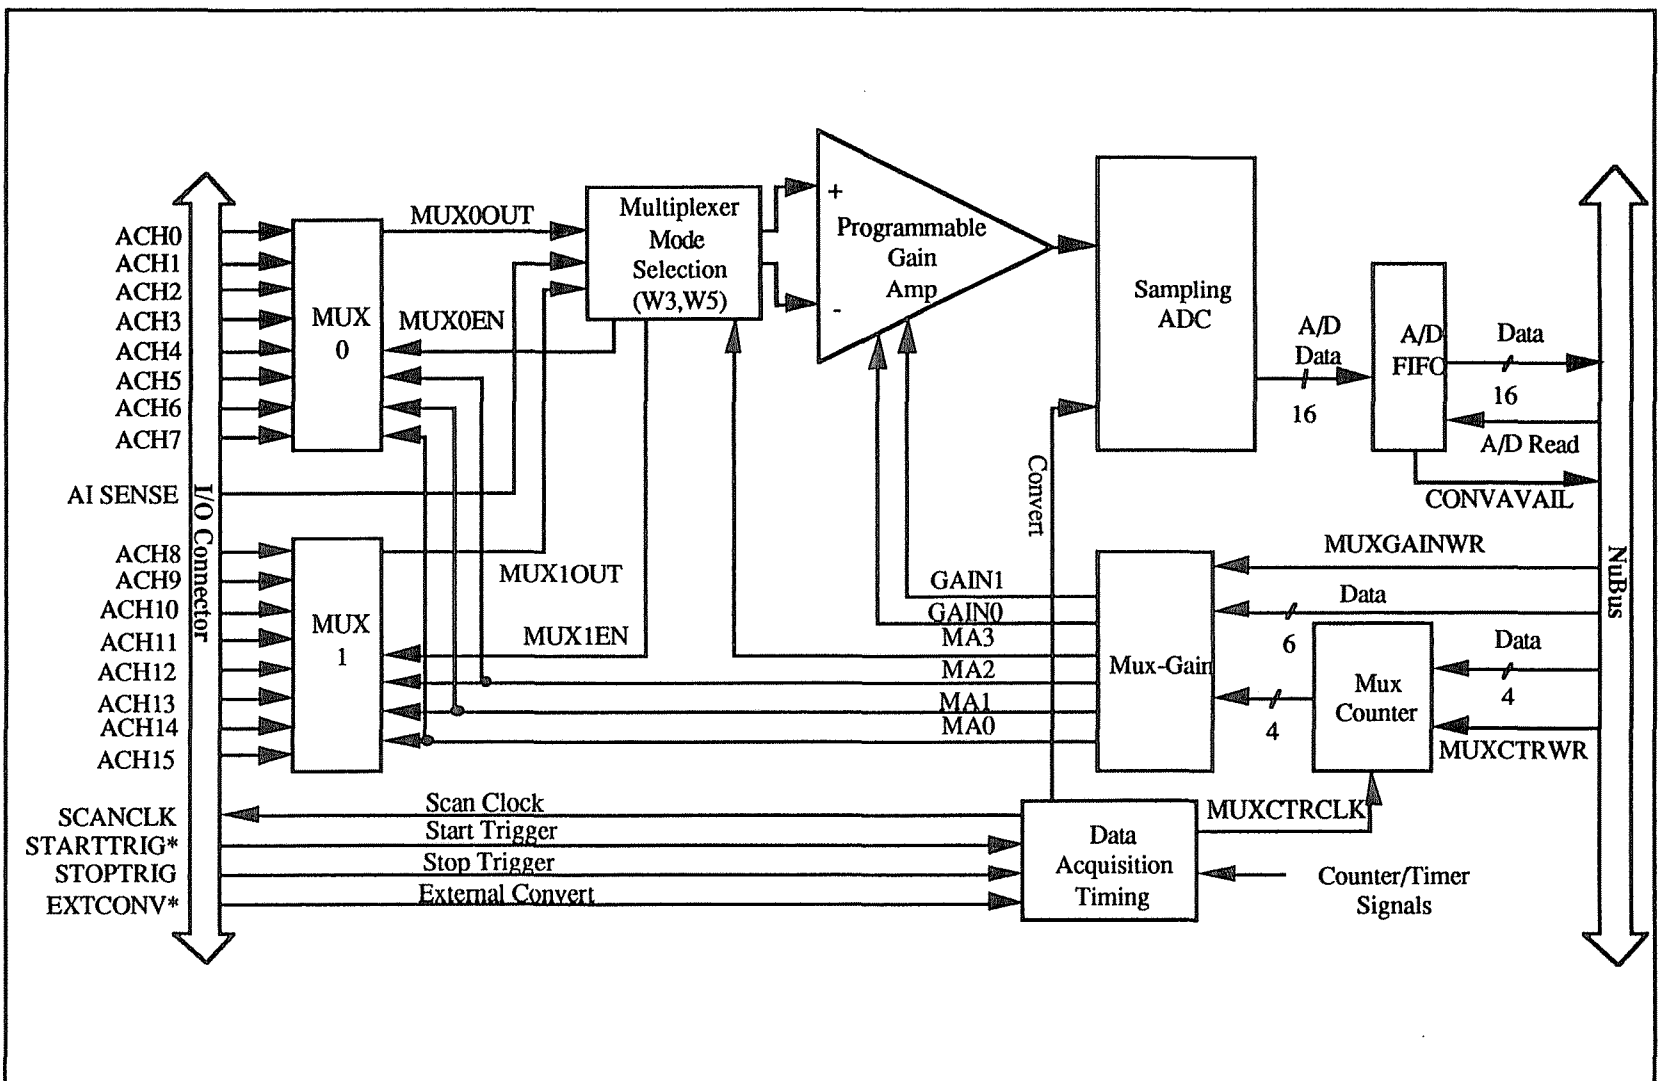 ACH0
ACH1
ACH2
ACH3
ACH4
ACH5
ACH6
ACH7
AI SENSE
ACH8
ACH9
ACH10
ACH11
ACH12
ACH13
ACH14
ACH15
SCANCLK
STARTTRIG*
STOPTRIG
EXTCONV*
I/O Connector
MUX
0
MUX
1
MUX0OUT
MUX0EN
MUX1OUT
MUX1EN
Multiplexer
Mode
Selection
(W3,W5)
+
Programmable
Gain
Amp
-
Sampling
ADC
A/D
Data
16
A/D
FIFO
Data
16
A/D Read
CONVAVAIL
Convert
GAIN1
GAIN0
MA3
MA2
MA1
MA0
Mux-Gain
MUXGAINWR
Data
6
4
Mux
Counter
Data
4
MUXCTRWR
MUXCTRCLK
Scan Clock
Start Trigger
Stop Trigger
External Convert
Data
Acquisition
Timing
Counter/Timer
Signals
NuBus